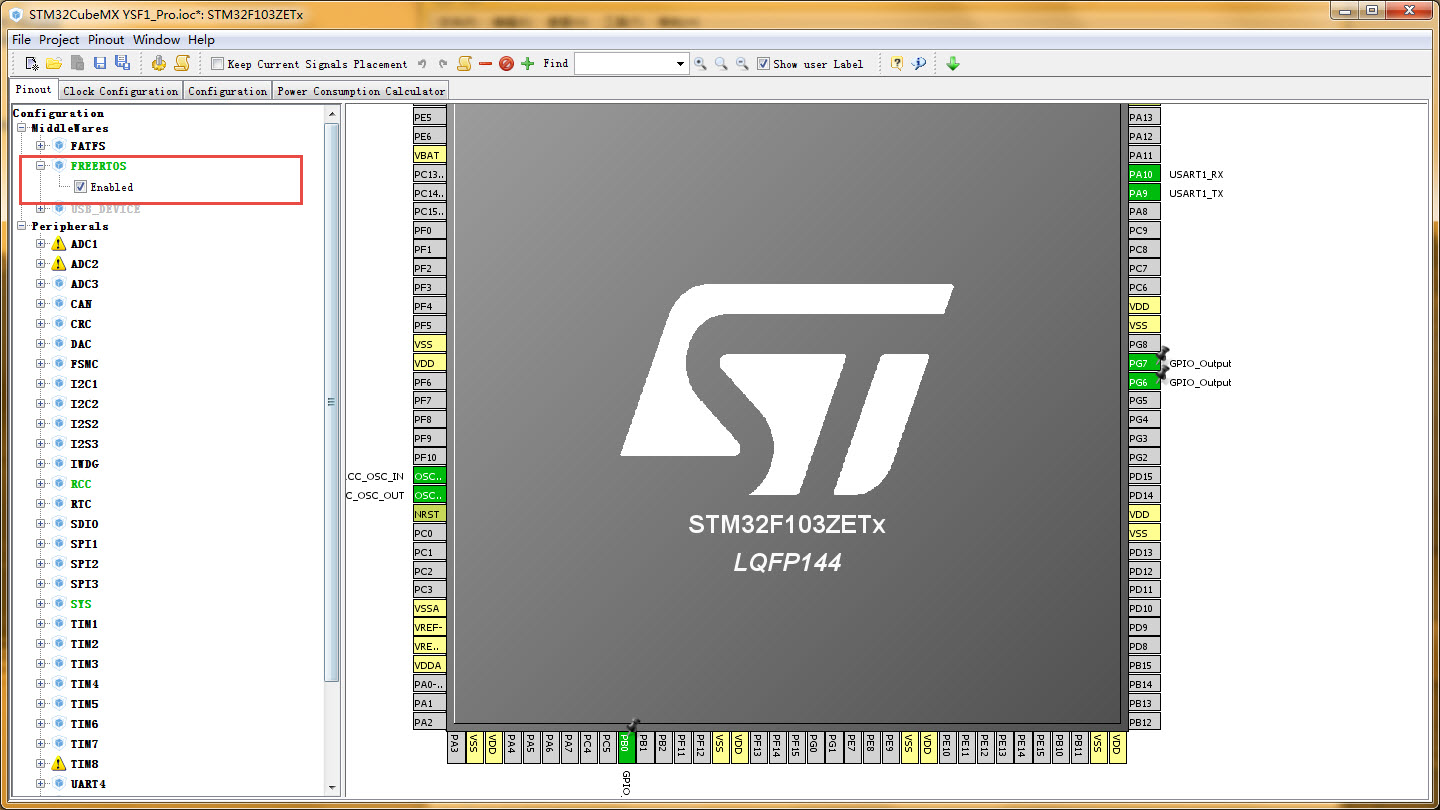 STM32CubeMX YSF1_Pro.ioc*: STM32F103ZETx
File Project Pinout Window Help
Keep Current Signals Placement Find Show user Label
Pinout Clock Configuration Configuration Power Consumption Calculator
Configuration
MiddleWares
FATFS
FREERTOS
Enabled
USB_DEVICE
Peripherals
ADC1
ADC2
ADC3
CAN
CRC
DAC
FSMC
I2C1
I2C2
I2S2
I2S3
IWDG
RCC
RTC
SDIO
SPI1
SPI2
SPI3
SYS
TIM1
TIM2
TIM3
TIM4
TIM5
TIM6
TIM7
TIM8
UART4
PE5
PE6
VBAT
PC13..
PC14..
PC15..
PF0
PF1
PF2
PF3
PF4
PF5
VSS
VDD
PF6
PF7
PF8
PF9
PF10
.CC_OSC_IN OSC..
C_OSC_OUT OSC..
NRST
PC0
PC1
PC2
PC3
VSSA
VREF-
VRE..
VDDA
PA0-..
PA1
PA2
ST
STM32F103ZETx
LQFP144
PA13
PA12
PA11
PA10 USART1_RX
PA9 USART1_TX
PA8
PC9
PC8
PC7
PC6
VDD
VSS
PG8
PG7 GPIO_Output
PG6 GPIO_Output
PG5
PG4
PG3
PG2
PD15
PD14
VDD
VSS
PD13
PD12
PD11
PD10
PD9
PD8
PB15
PB14
PB13
PB12
PA3 VSS VDD PA4 PA5 PA6 PA7 PC4 PC5 PB0 PB1 PB2 PF11 PF12 VSS VDD PF13 PF14 PF15 PG0 PG1 PE7 PE8 PE9 VSS VDD PE10 PE11 PE12 PE13 PE14 PE15 PB10 PB11 VSS VDD
GPIO_